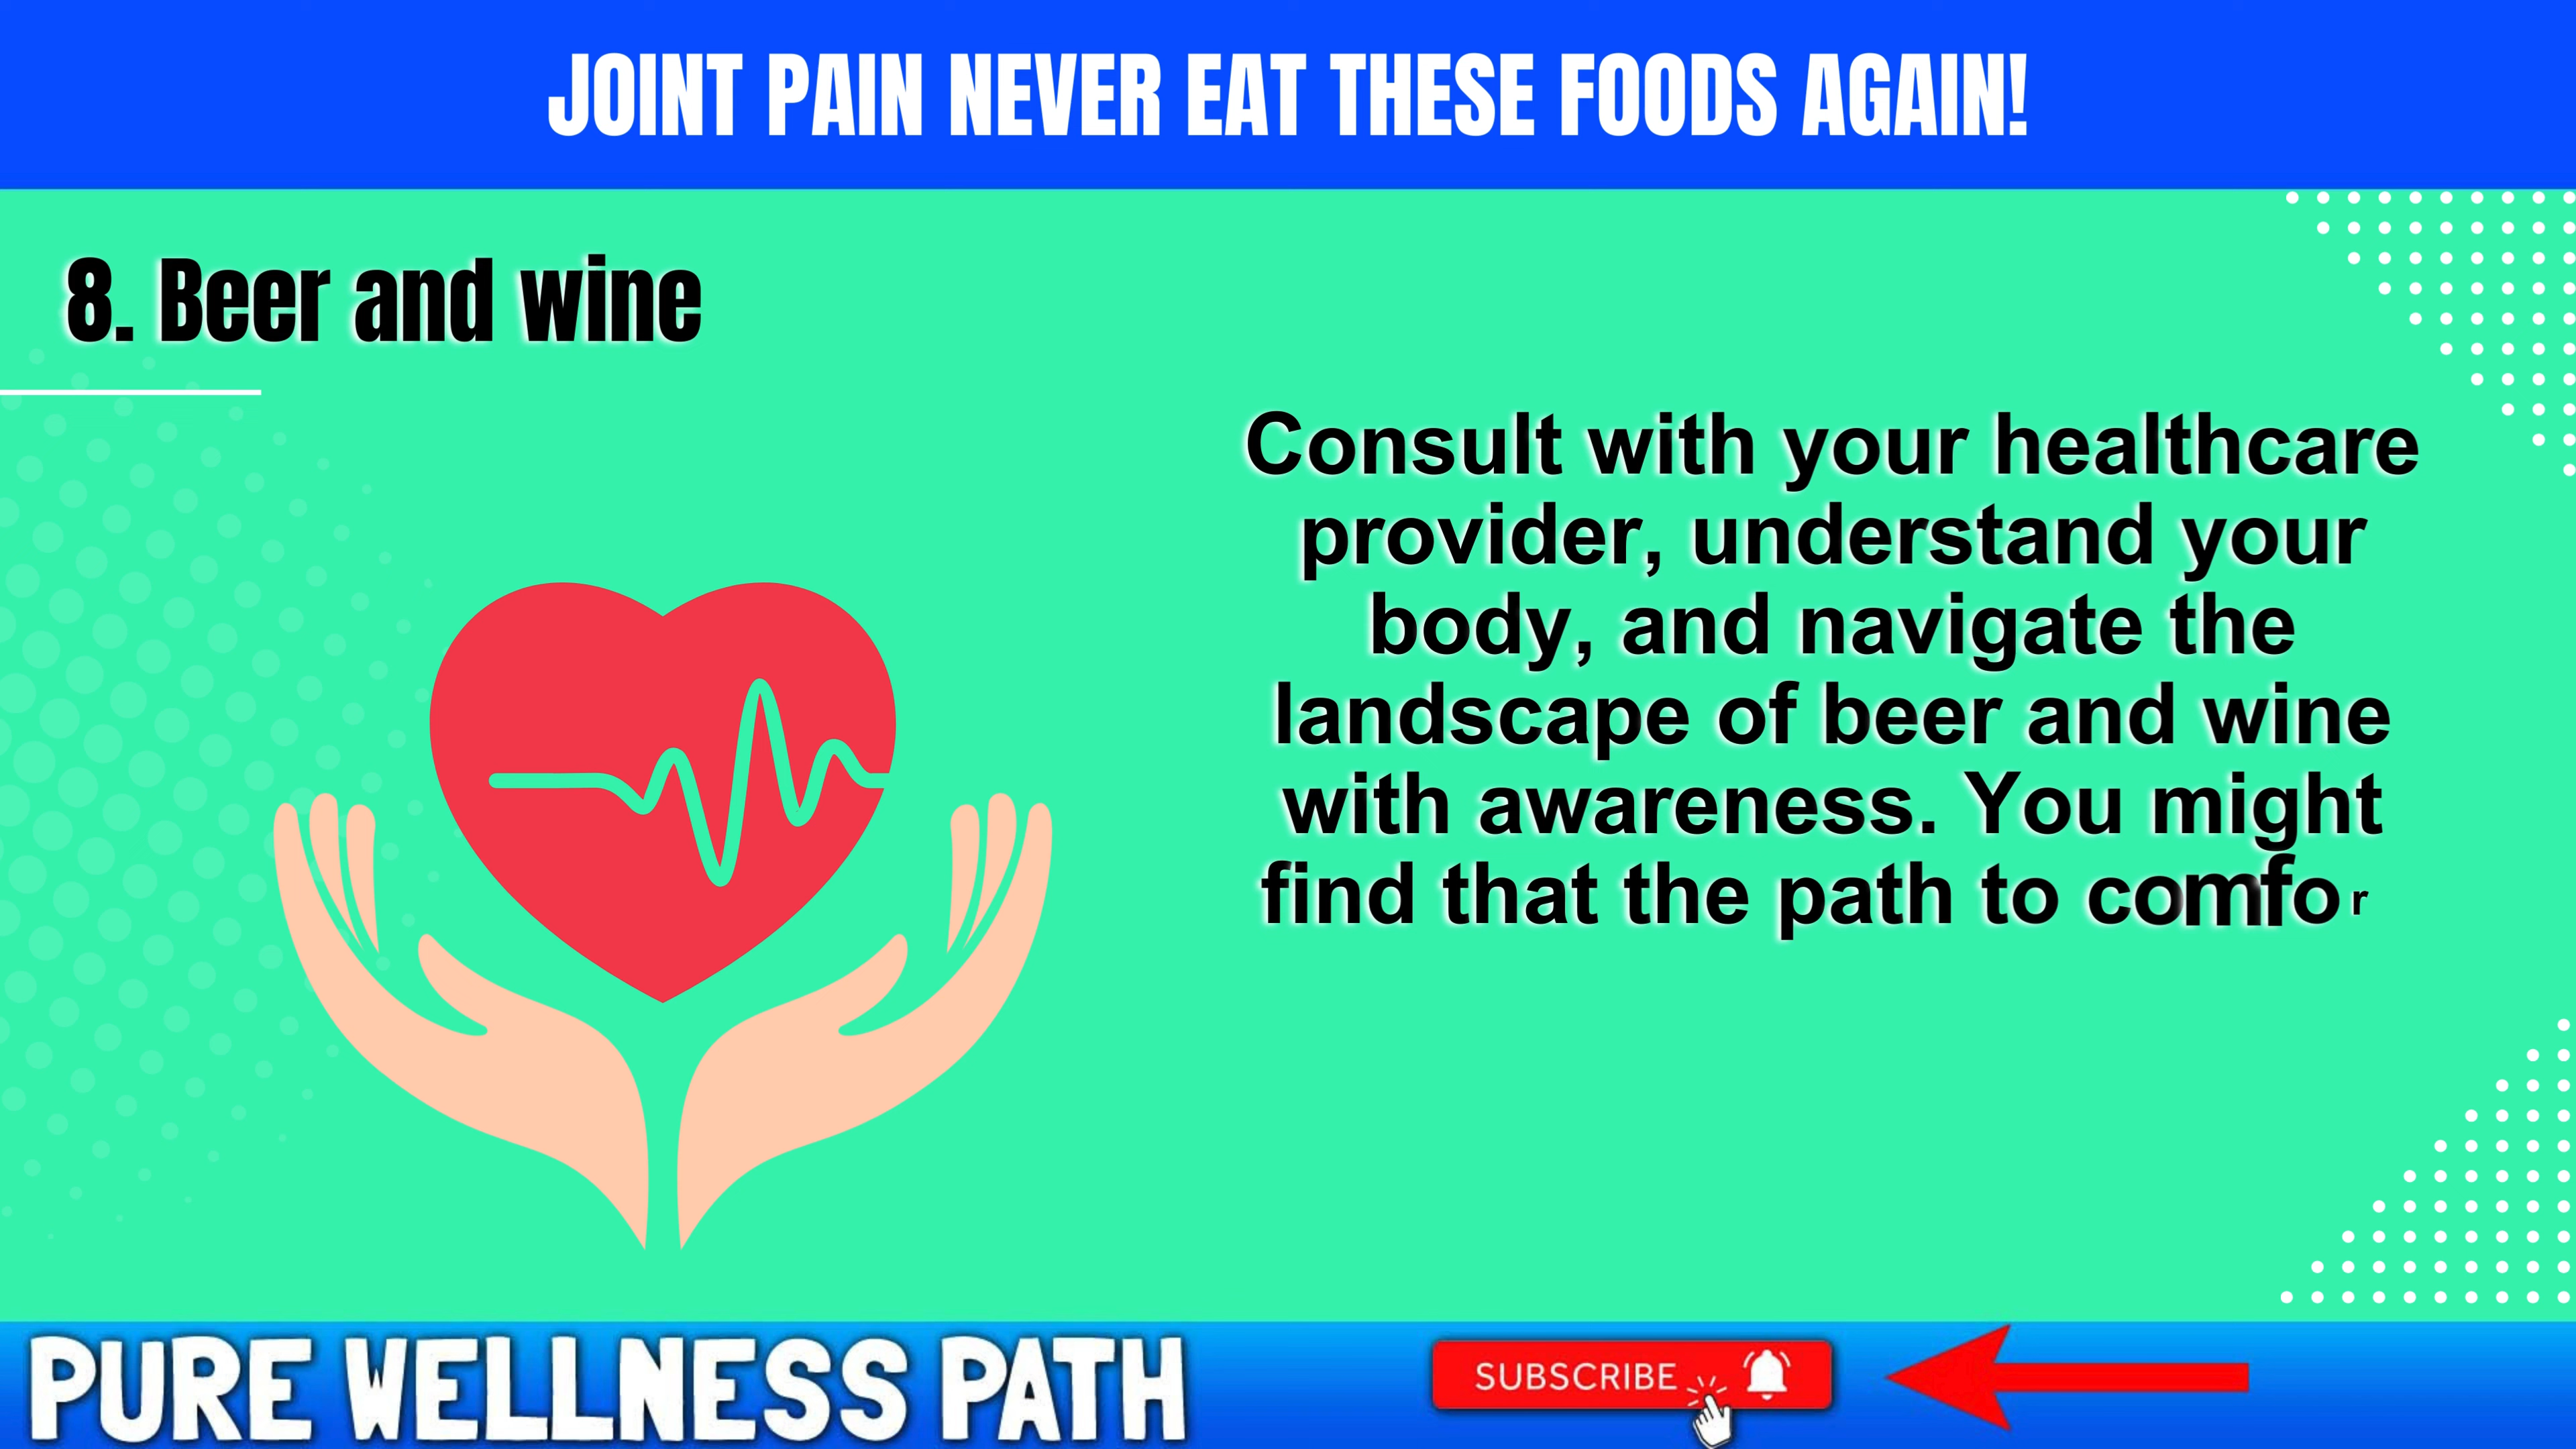 JOINT PAIN NEVER EAT THESE FOODS AGAIN!
8. Beer and wine
Consult with your healthcare
provider, understand your
body, and navigate the
landscape of beer and wine
with awareness. You might
find that the path to comfor
PURE WELLNESS PATH
SUBSCRIBE